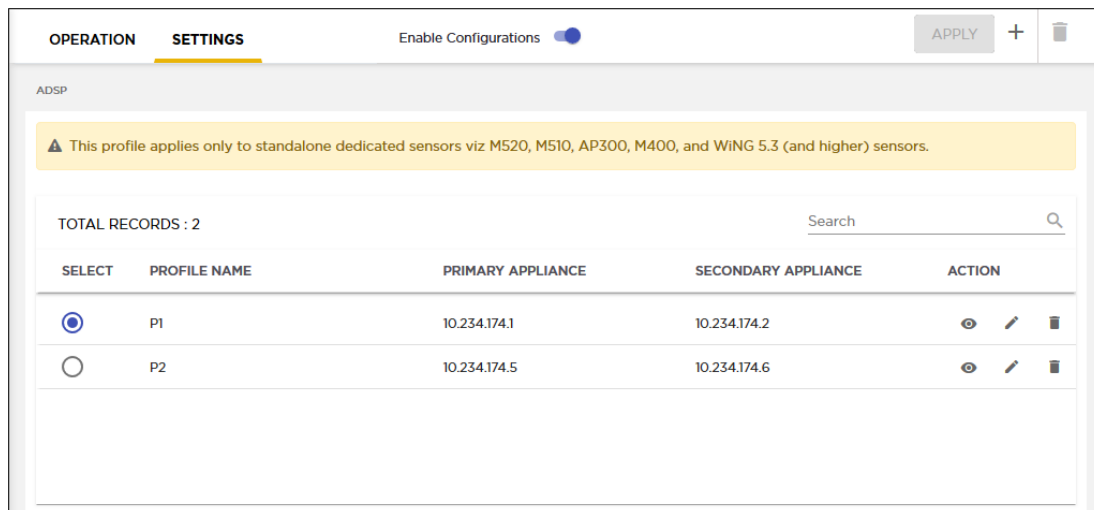 OPERATION SETTINGS Enable Configurations APPLY +
ADSP
This profile applies only to standalone dedicated sensors viz M520, M510, AP300, M400, and WiNG 5.3 (and higher) sensors.
TOTAL RECORDS : 2 Search
SELECT PROFILE NAME PRIMARY APPLIANCE SECONDARY APPLIANCE ACTION
P1 10.234.174.1 10.234.174.2
P2 10.234.174.5 10.234.174.6